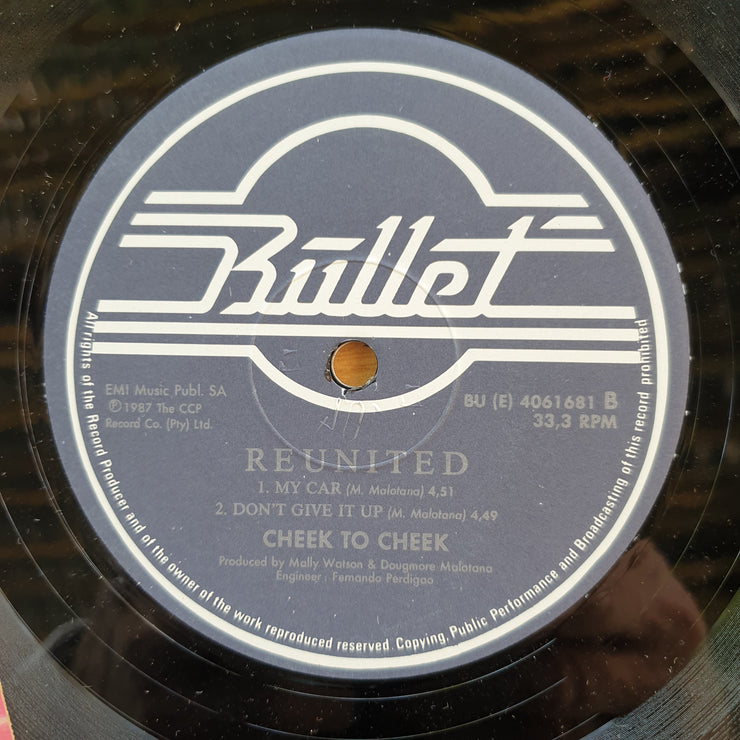 Bullet
EMI Music Publ. SA
℗1987 The CCP
Record Co. (Pty) Ltd.
BU (E) 4061681 B
33,3 RPM
REUNITED
1. MY CAR (M. Malotana) 4,51
2. DON'T GIVE IT UP (M. Malotana) 4,49
CHEEK TO CHEEK
Produced by Mally Watson & Dougmore Malotana
Engineer: Fernando Perdigao
All rights of the Record Producer and of the owner of the work reproduced reserved. Copying, Public Performance and Broadcasting of this record prohibited